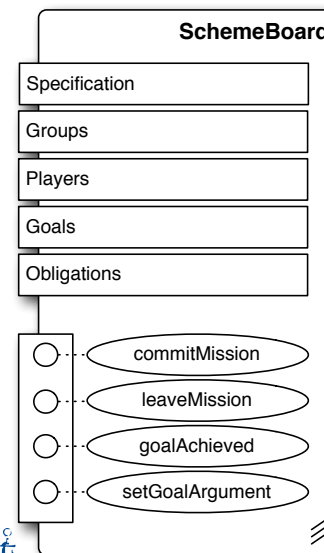 SchemeBoard
Specification
Groups
Players
Goals
Obligations
commitMission
leaveMission
goalAchieved
setGoalArgument